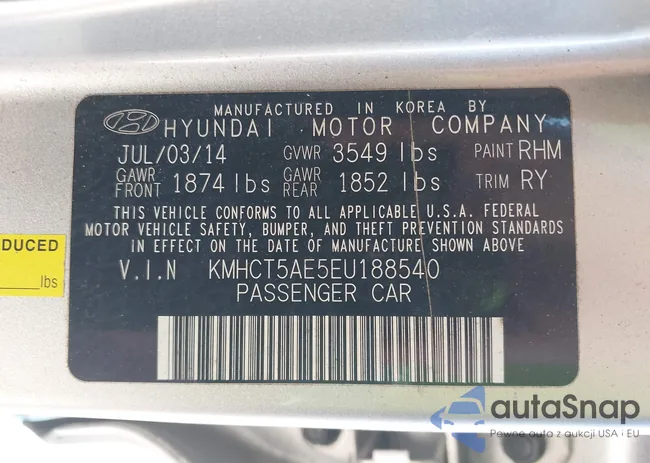 MANUFACTURED IN KOREA BY
HYUNDAI MOTOR COMPANY
JUL/03/14 GVWR 3549 lbs PAINT RHM
GAWR FRONT 1874 lbs GAWR REAR 1852 lbs TRIM RY
THIS VEHICLE CONFORMS TO ALL APPLICABLE U.S.A. FEDERAL
MOTOR VEHICLE SAFETY, BUMPER, AND THEFT PREVENTION STANDARDS
IN EFFECT ON THE DATE OF MANUFACTURE SHOWN ABOVE
V.I.N KMHCT5AE5EU188540
PASSENGER CAR
DUCED
lbs
autoSnap
Pewne auta z aukcji USA i EU